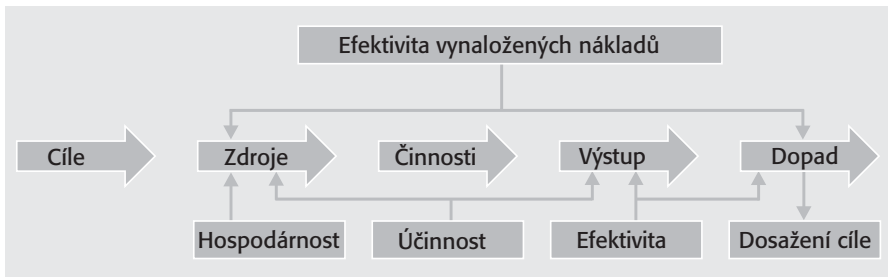 Efektivita vynaložených nákladů
Cíle
Zdroje
Činnosti
Výstup
Dopad
Hospodárnost
Účinnost
Efektivita
Dosažení cíle